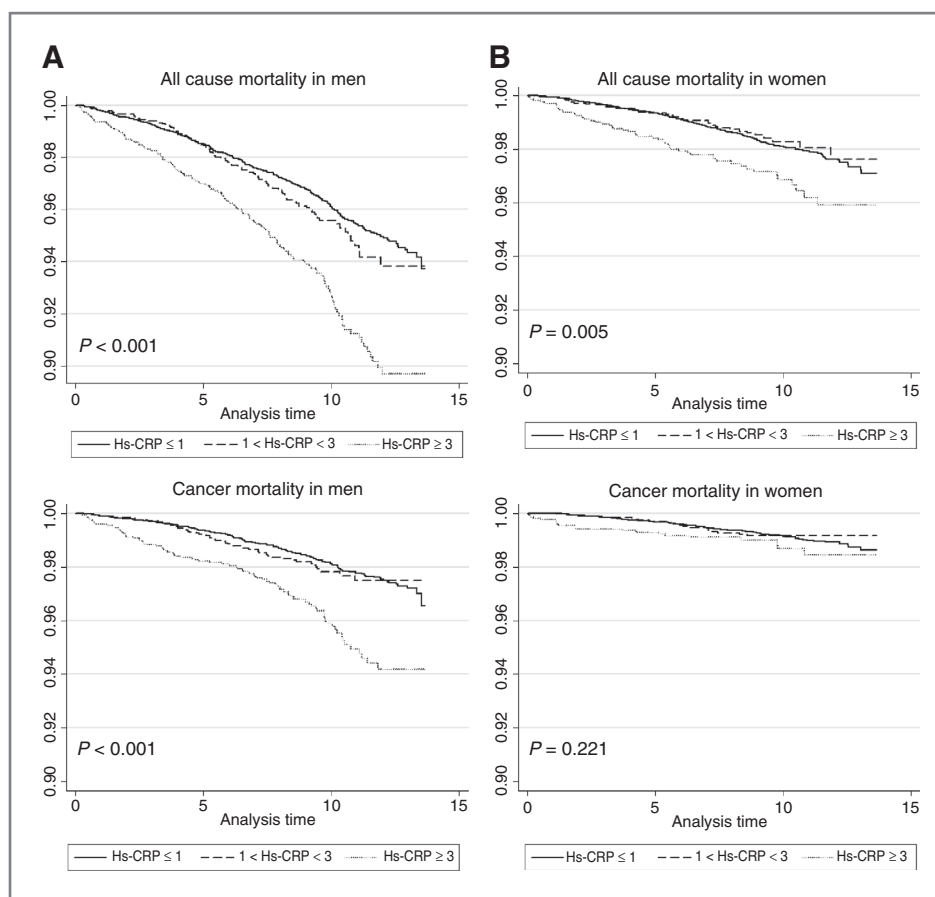 A
All cause mortality in men
1.00
0.98
0.96
0.94
0.92
0.90
P < 0.001
0 5 10 15
Analysis time
Hs-CRP ≤ 1 1 < Hs-CRP < 3 Hs-CRP ≥ 3
Cancer mortality in men
1.00
0.98
0.96
0.94
0.92
0.90
P < 0.001
0 5 10 15
Analysis time
Hs-CRP ≤ 1 1 < Hs-CRP < 3 Hs-CRP ≥ 3
B
All cause mortality in women
1.00
0.98
0.96
0.94
0.92
0.90
P = 0.005
0 5 10 15
Analysis time
Hs-CRP ≤ 1 1 < Hs-CRP < 3 Hs-CRP ≥ 3
Cancer mortality in women
1.00
0.98
0.96
0.94
0.92
0.90
P = 0.221
0 5 10 15
Analysis time
Hs-CRP ≤ 1 1 < Hs-CRP < 3 Hs-CRP ≥ 3